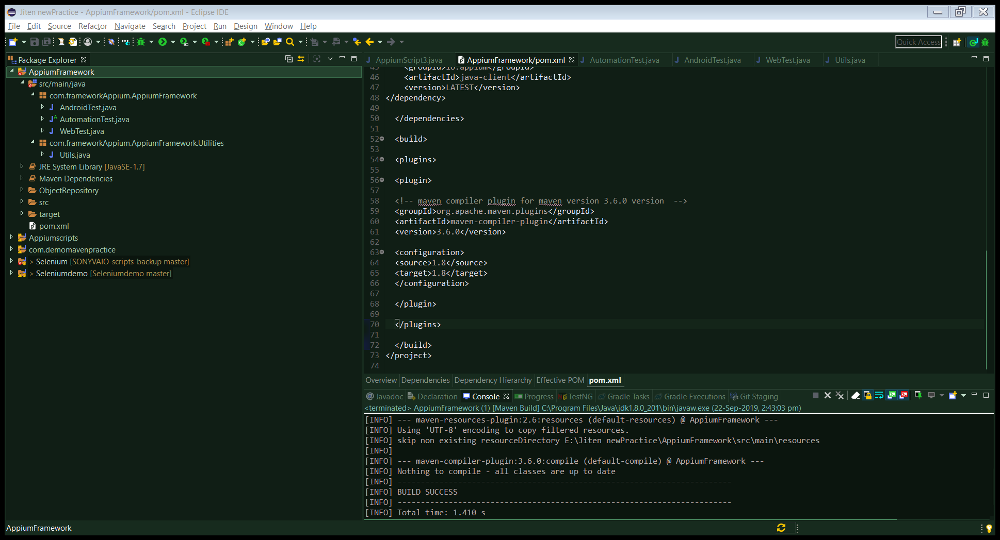 Jiten newPractice - AppiumFramework/pom.xml - Eclipse IDE
File Edit Source Refactor Navigate Search Project Run Design Window Help
Quick Access
Package Explorer
AppiumFramework
src/main/java
com.frameworkAppium.AppiumFramework
AndroidTest.java
AutomationTest.java
WebTest.java
com.frameworkAppium.AppiumFramework.Utilities
Utils.java
JRE System Library [JavaSE-1.7]
Maven Dependencies
ObjectRepository
src
target
pom.xml
Appiumscripts
com.demomavenpractice
> Selenium [SONYVAIO-scripts-backup master]
> Seleniumdemo [Seleniumdemo master]
AppiumScript3.java AppiumFramework/pom.xml AutomationTest.java AndroidTest.java WebTest.java Utils.java
45 <groupId>io.appium</groupId>
46 <artifactId>java-client</artifactId>
47 <version>LATEST</version>
48 </dependency>
49
50 </dependencies>
51
52 <build>
53
54 <plugins>
55
56 <plugin>
57
58 <!-- maven compiler plugin for maven version 3.6.0 version -->
59 <groupId>org.apache.maven.plugins</groupId>
60 <artifactId>maven-compiler-plugin</artifactId>
61 <version>3.6.0</version>
62
63 <configuration>
64 <source>1.8</source>
65 <target>1.8</target>
66 </configuration>
67
68 </plugin>
69
70 </plugins>
71
72 </build>
73 </project>
74
Overview Dependencies Dependency Hierarchy Effective POM pom.xml
@ Javadoc Declaration Console Progress TestNG Gradle Tasks Gradle Executions Git Staging
<terminated> AppiumFramework (1) [Maven Build] C:\Program Files\Java\jdk1.8.0_201\bin\javaw.exe (22-Sep-2019, 2:43:03 pm)
[INFO] --- maven-resources-plugin:2.6:resources (default-resources) @ AppiumFramework ---
[INFO] Using 'UTF-8' encoding to copy filtered resources.
[INFO] skip non existing resourceDirectory E:\Jiten newPractice\AppiumFramework\src\main\resources
[INFO]
[INFO] --- maven-compiler-plugin:3.6.0:compile (default-compile) @ AppiumFramework ---
[INFO] Nothing to compile - all classes are up to date
[INFO] ------------------------------------------------------------------------
[INFO] BUILD SUCCESS
[INFO] ------------------------------------------------------------------------
[INFO] Total time: 1.410 s
AppiumFramework